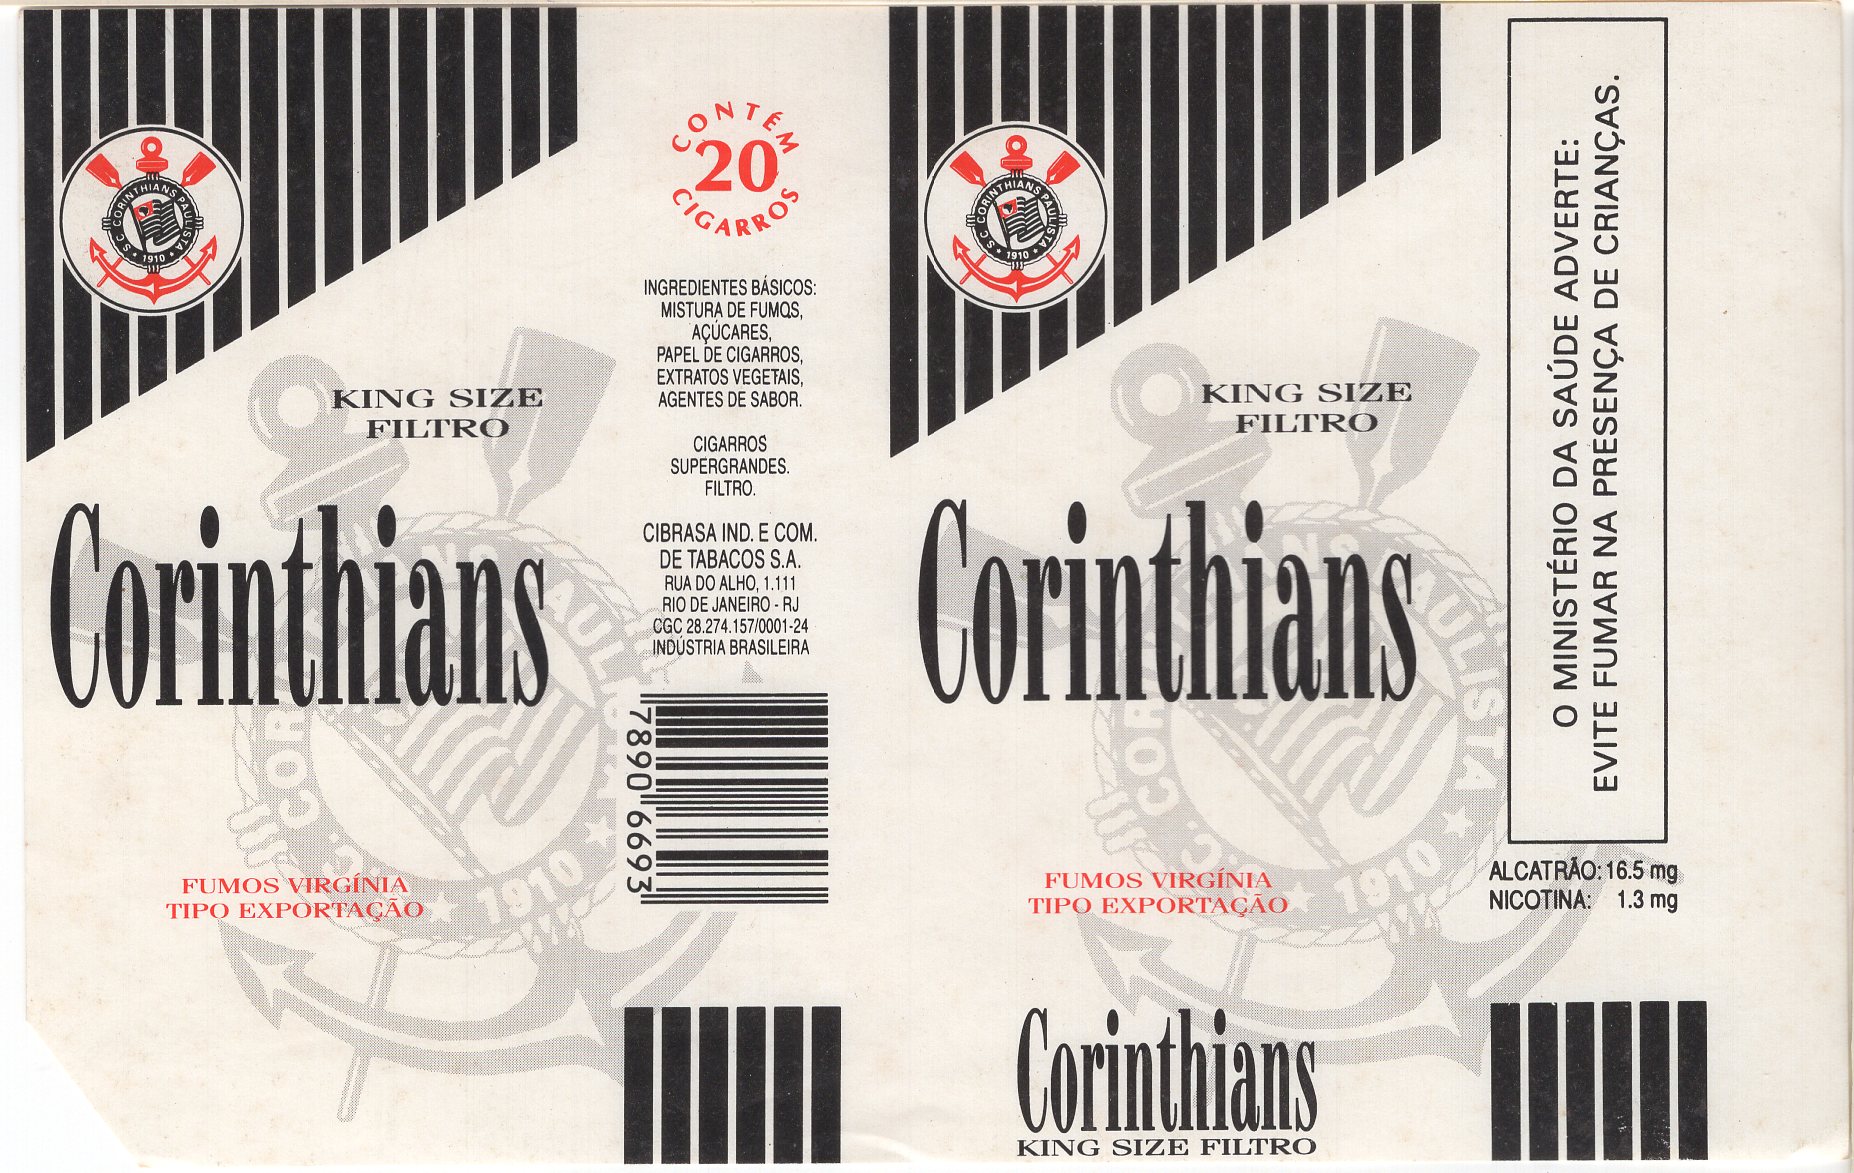 S.C. CORINTHIANS PAULISTA
★ 1910 ★
KING SIZE
FILTRO
Corinthians
FUMOS VIRGÍNIA
TIPO EXPORTAÇÃO
CONTÉM
20
CIGARROS
INGREDIENTES BÁSICOS:
MISTURA DE FUMOS,
AÇÚCARES,
PAPEL DE CIGARROS,
EXTRATOS VEGETAIS,
AGENTES DE SABOR.
CIGARROS
SUPERGRANDES.
FILTRO.
CIBRASA IND. E COM.
DE TABACOS S.A.
RUA DO ALHO, 1.111
RIO DE JANEIRO - RJ
CGC 28.274.157/0001-24
INDÚSTRIA BRASILEIRA
7890 6693
S.C. CORINTHIANS PAULISTA
★ 1910 ★
KING SIZE
FILTRO
Corinthians
FUMOS VIRGÍNIA
TIPO EXPORTAÇÃO
Corinthians
KING SIZE FILTRO
O MINISTÉRIO DA SAÚDE ADVERTE:
EVITE FUMAR NA PRESENÇA DE CRIANÇAS.
ALCATRÃO: 16.5 mg
NICOTINA: 1.3 mg